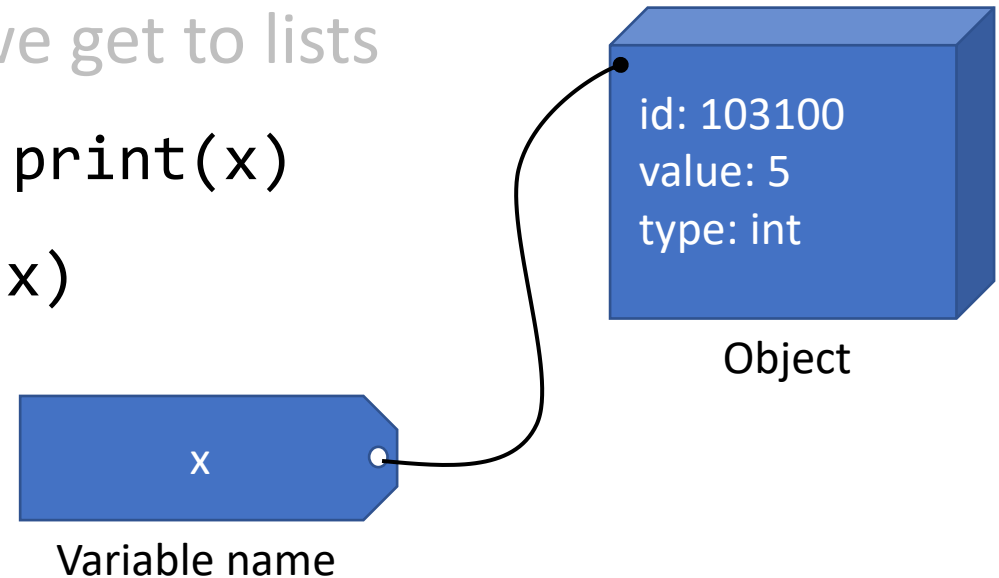 ve get to lists
print(x)
x)
id: 103100
value: 5
type: int
Object
x
Variable name